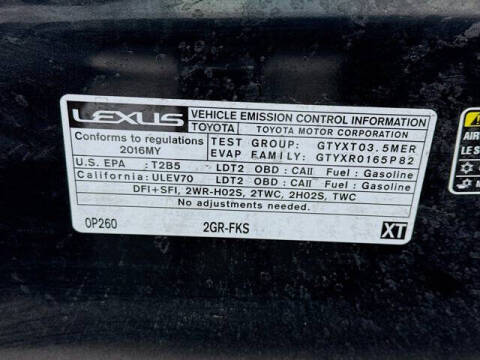 LEXUS VEHICLE EMISSION CONTROL INFORMATION
TOYOTA TOYOTA MOTOR CORPORATION
Conforms to regulations
2016MY
TEST GROUP: GTYXT03.5MER
EVAP FAMILY: GTYXR0165P82
U.S. EPA : T2B5 LDT2 OBD : CAII Fuel : Gasoline
California: ULEV70 LDT2 OBD : CAII Fuel : Gasoline
DFI+SFI, 2WR-HO2S, 2TWC, 2HO2S, TWC
No adjustments needed.
0P260 2GR-FKS XT
AIR
LE S